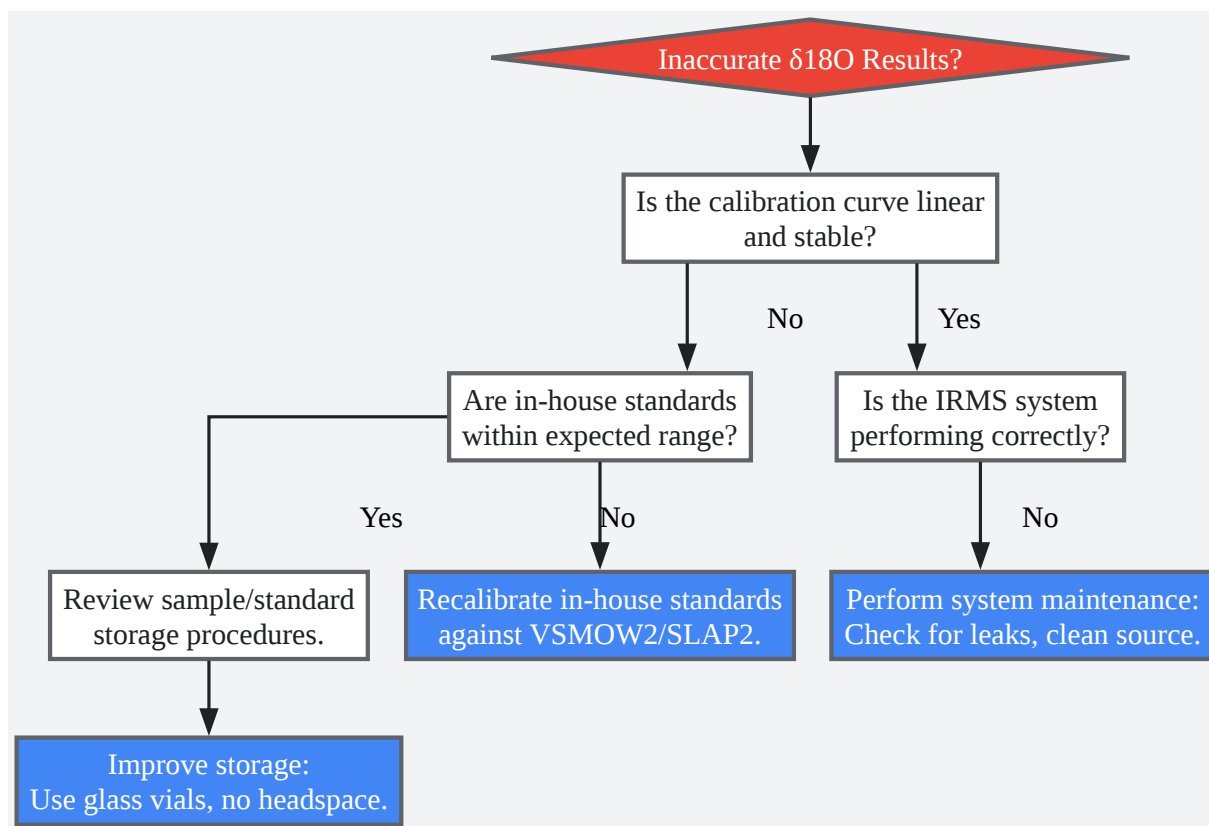 Inaccurate δ18O Results?
Is the calibration curve linear
and stable?
No
Yes
Are in-house standards
within expected range?
Is the IRMS system
performing correctly?
Yes
No
No
Review sample/standard
storage procedures.
Recalibrate in-house standards
against VSMOW2/SLAP2.
Perform system maintenance:
Check for leaks, clean source.
Improve storage:
Use glass vials, no headspace.